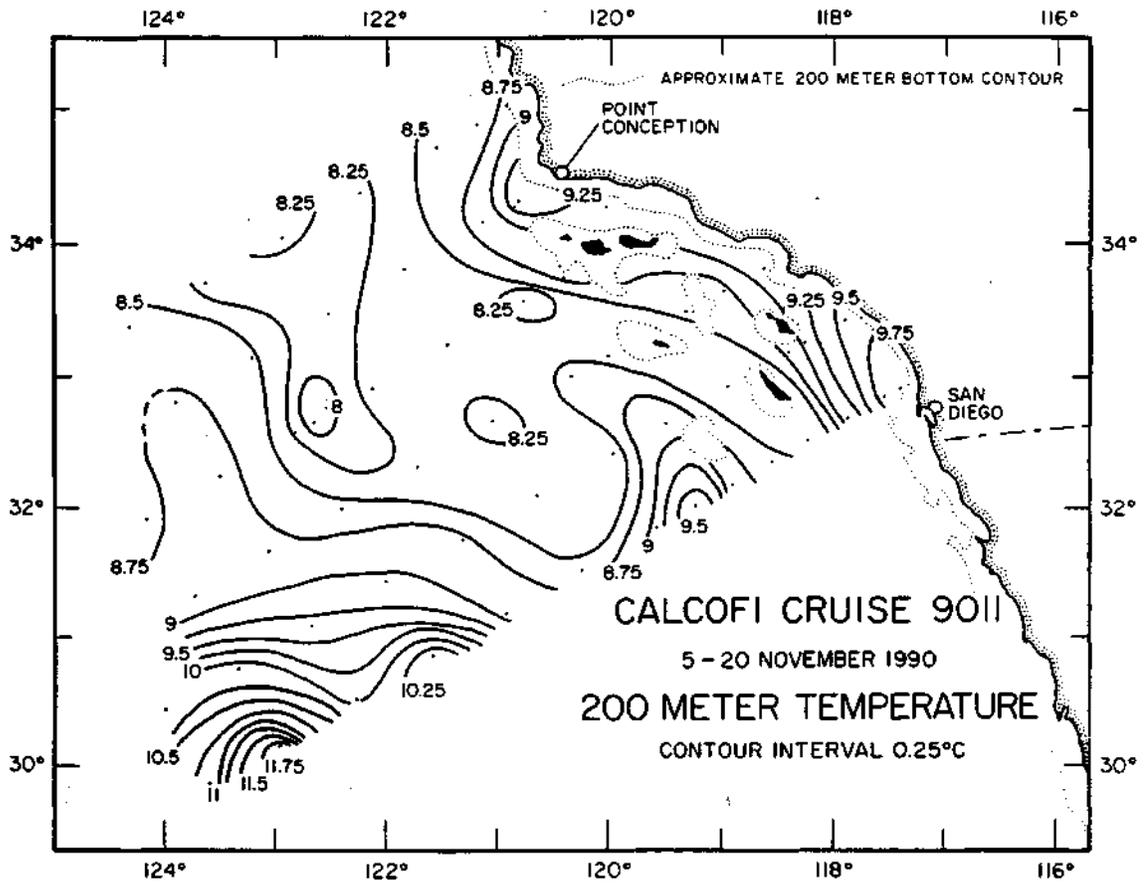 124° 122° 120° 118° 116°
APPROXIMATE 200 METER BOTTOM CONTOUR
8.75
POINT
CONCEPTION
9
8.5
8.25
8.25
9.25
34° 34°
8.5
8.25
9.25 9.5
9.75
8
8.25
SAN
DIEGO
32° 32°
9.5
9
8.75
8.75
CALCOFI CRUISE 9011
9
9.5
5-20 NOVEMBER 1990
10
10.25
200 METER TEMPERATURE
CONTOUR INTERVAL 0.25°C
10.5
30° 30°
11.75
11.5
11
124° 122° 120° 118° 116°